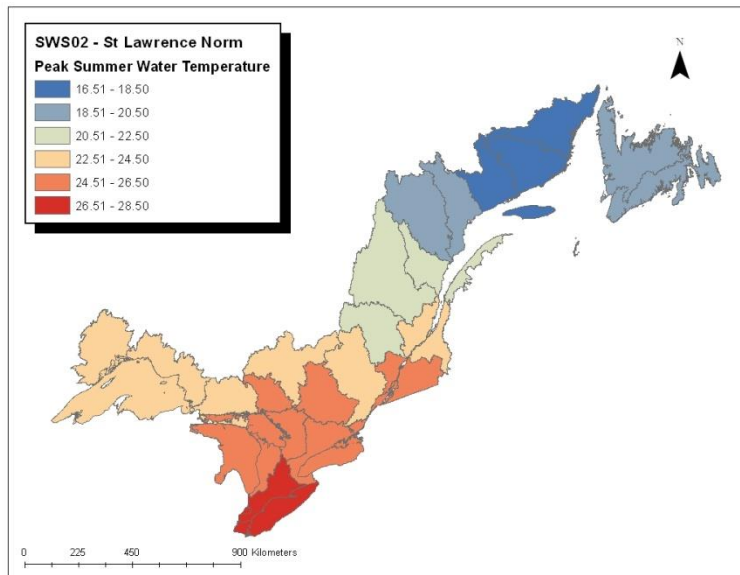 SWS02 - St Lawrence Norm
Peak Summer Water Temperature
16.51 - 18.50
18.51 - 20.50
20.51 - 22.50
22.51 - 24.50
24.51 - 26.50
26.51 - 28.50
N
0 225 450 900 Kilometers